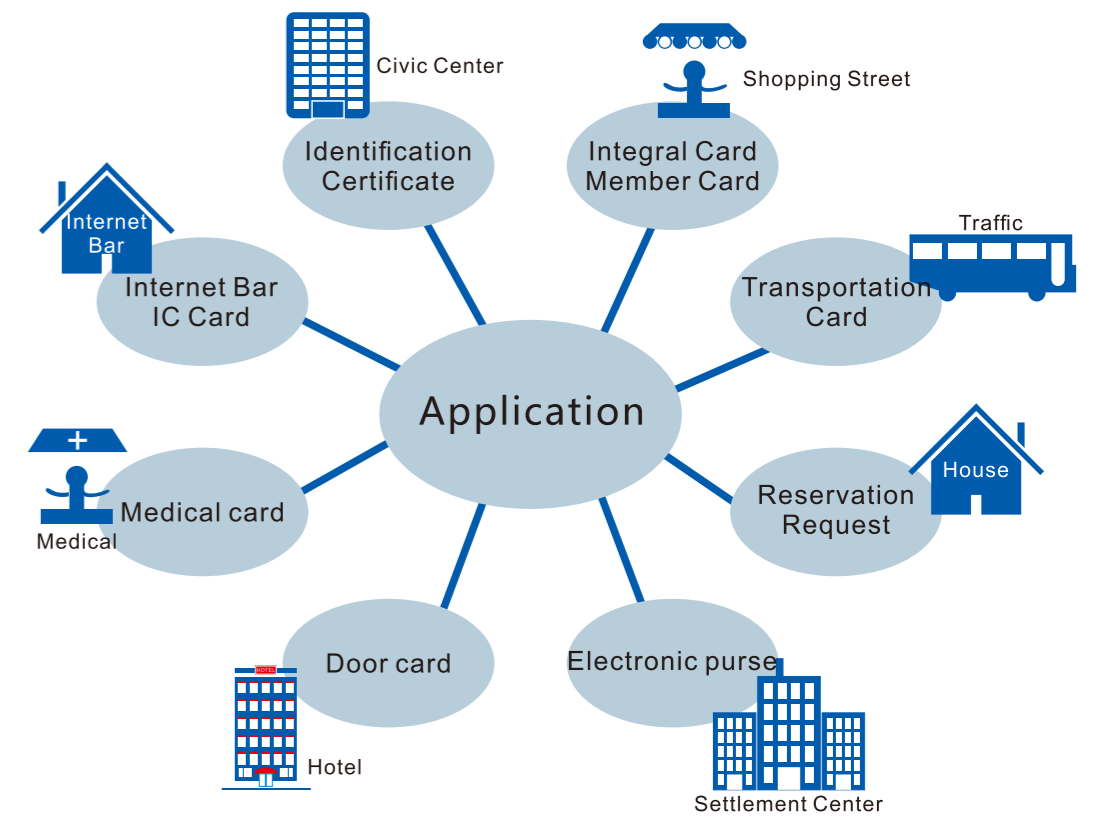 Civic Center
Shopping Street
Identification
Certificate
Integral Card
Member Card
Internet
Bar
Traffic
Internet Bar
IC Card
Transportation
Card
Application
House
Reservation
Request
Medical card
Medical
Door card
Electronic purse
HOTEL
Hotel
Settlement Center